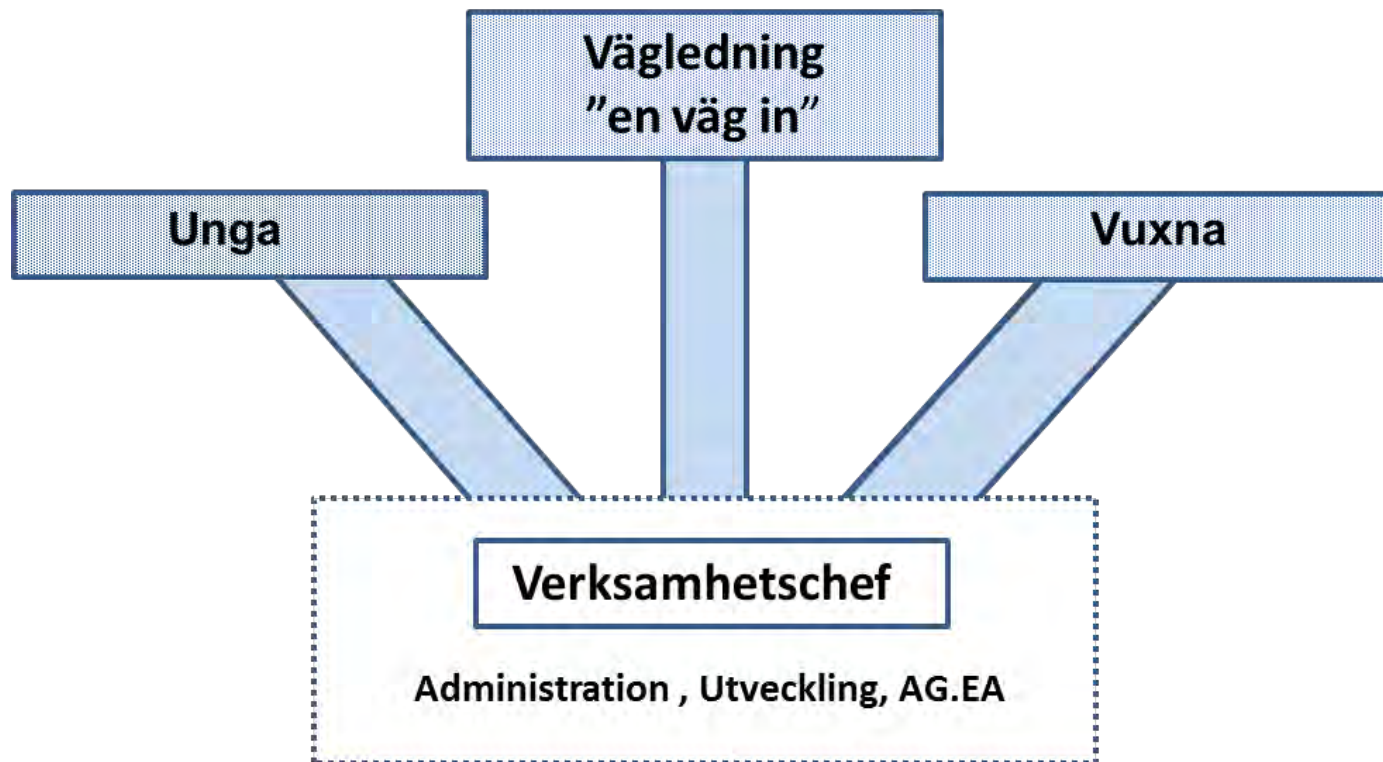 Vägledning
”en väg in”
Unga
Vuxna
Verksamhetschef
Administration , Utveckling, AG.EA